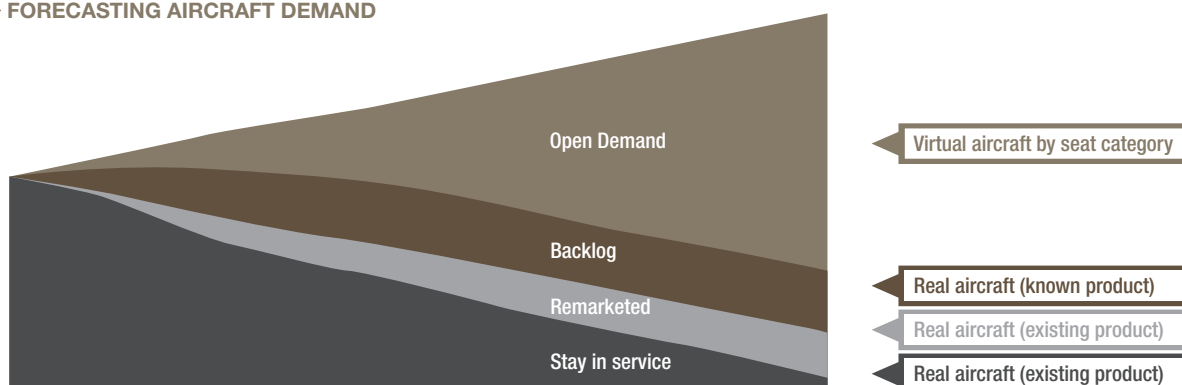 FORECASTING AIRCRAFT DEMAND
Open Demand
Virtual aircraft by seat category
Backlog
Real aircraft (known product)
Remarketed
Real aircraft (existing product)
Stay in service
Real aircraft (existing product)